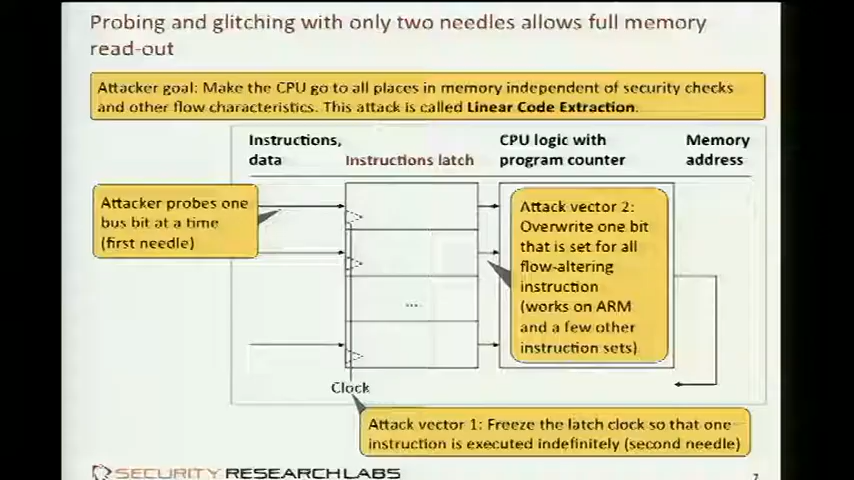 Probing and glitching with only two needles allows full memory
read-out
Attacker goal: Make the CPU go to all places in memory independent of security checks
and other flow characteristics. This attack is called Linear Code Extraction.
Instructions,
data
Instructions latch
CPU logic with
program counter
Memory
address
Attacker probes one
bus bit at a time
(first needle)
Attack vector 2:
Overwrite one bit
that is set for all
flow-altering
instruction
(works on ARM
and a few other
instruction sets)
...
Clock
Attack vector 1: Freeze the latch clock so that one
instruction is executed indefinitely (second needle)
SECURITY RESEARCH LABS
7